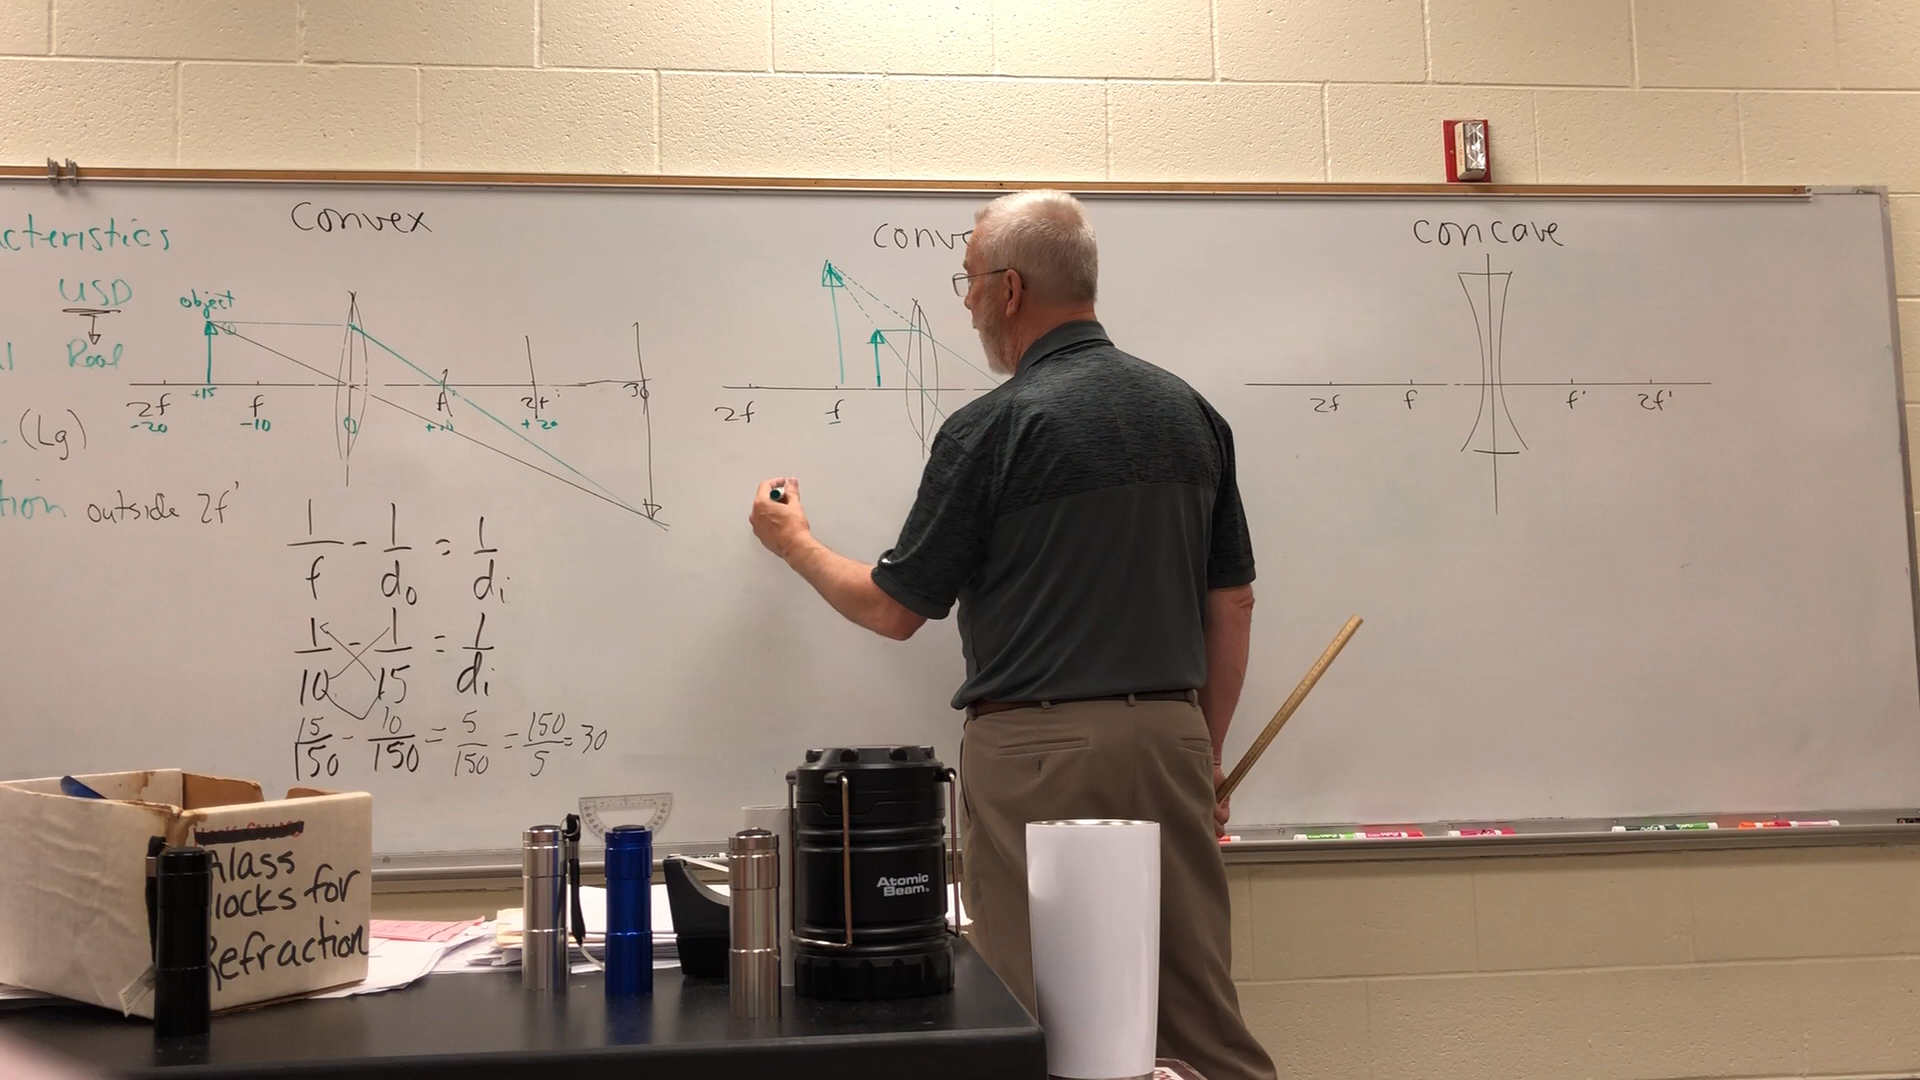 convex
conv
concave
cteristics
USD
Real
(Lg)
tion outside 2f'
object
+15
2f
-20
f
-10
0
+10
2f'
+20
30
1/f - 1/do = 1/di
1/10 - 1/15 = 1/di
15/150 - 10/150 = 5/150 = 150/5 = 30
2f
f
2f
f
f'
2f'
Glass
Blocks for
Refraction
Atomic
Beam